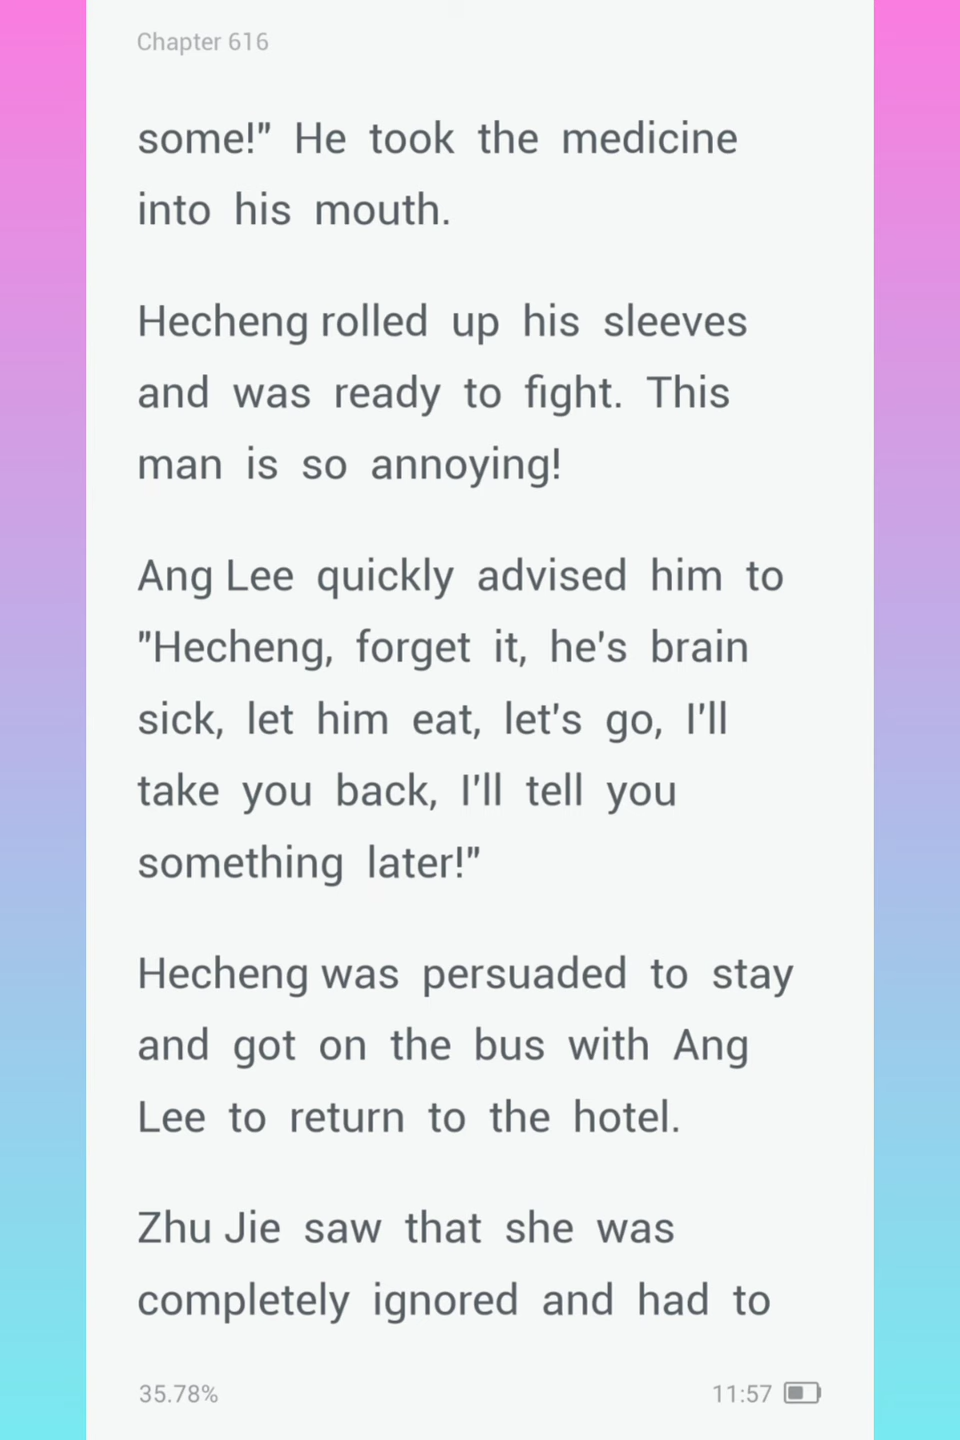 Chapter 616
some!" He took the medicine
into his mouth.
Hecheng rolled up his sleeves
and was ready to fight. This
man is so annoying!
Ang Lee quickly advised him to
"Hecheng, forget it, he's brain
sick, let him eat, let's go, I'll
take you back, I'll tell you
something later!"
Hecheng was persuaded to stay
and got on the bus with Ang
Lee to return to the hotel.
Zhu Jie saw that she was
completely ignored and had to
35.78%
11:57